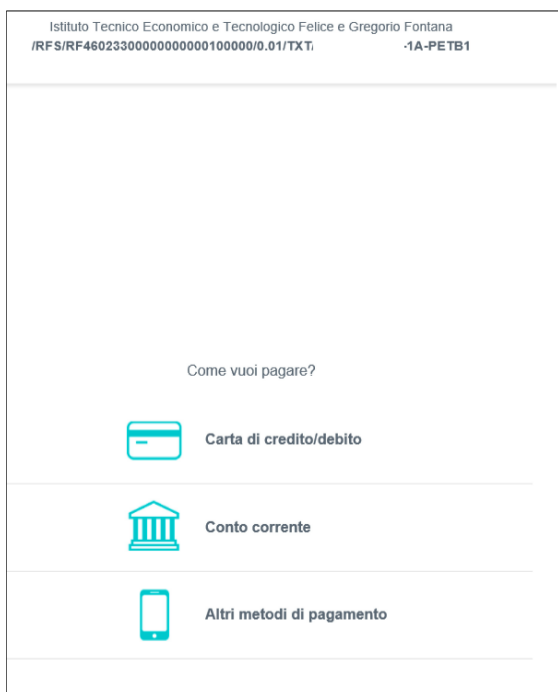 Istituto Tecnico Economico e Tecnologico Felice e Gregorio Fontana
/RFS/RF46023300000000000100000/0.01/TXT/ -1A-PETB1
Come vuoi pagare?
Carta di credito/debito
Conto corrente
Altri metodi di pagamento